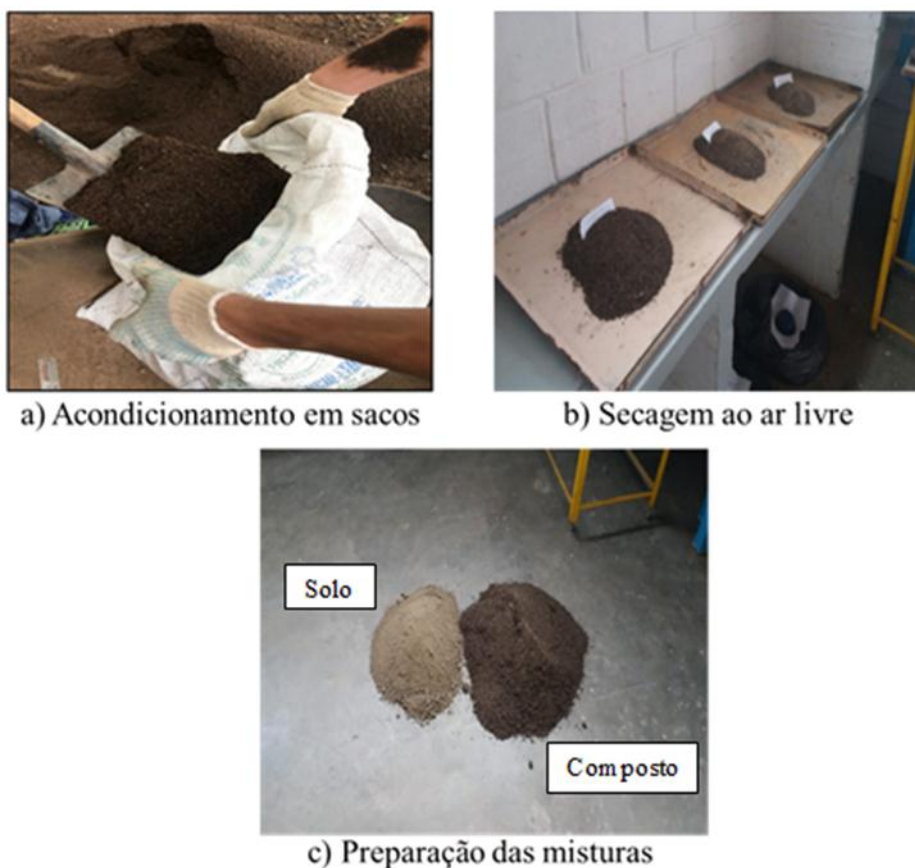 a) Acondicionamento em sacos
b) Secagem ao ar livre
Solo
Composto
c) Preparação das misturas